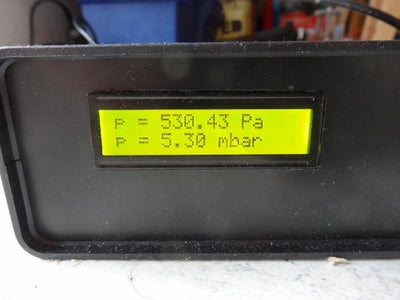 p = 530.43 Pa
p = 5.30 mbar